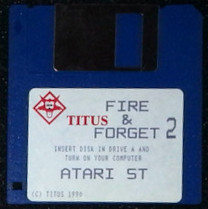 FIRE
&
TITUS
FORGET 2
INSERT DISK IN DRIVE A AND
TURN ON YOUR COMPUTER
ATARI ST
(C) TITUS 1990